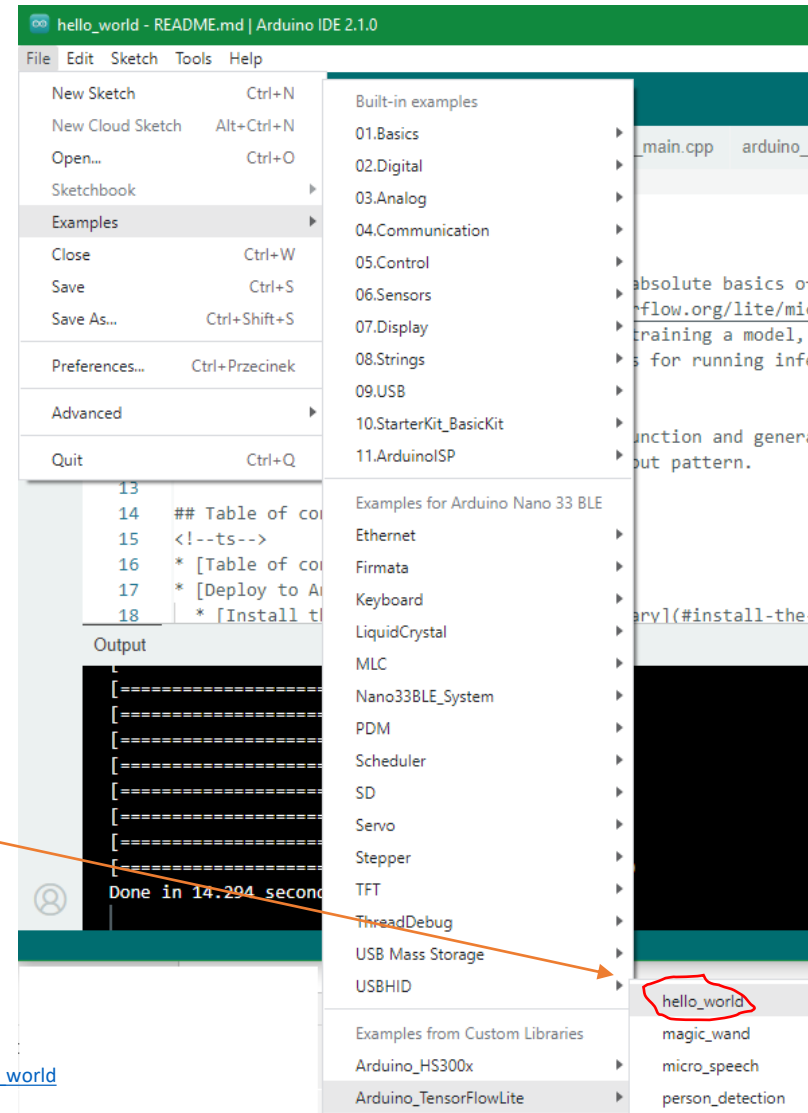 hello_world - README.md | Arduino IDE 2.1.0
File Edit Sketch Tools Help
New Sketch Ctrl+N
New Cloud Sketch Alt+Ctrl+N
Open... Ctrl+O
Sketchbook
Examples
Close Ctrl+W
Save Ctrl+S
Save As... Ctrl+Shift+S
Preferences... Ctrl+Przecinek
Advanced
Quit Ctrl+Q
Built-in examples
01.Basics
02.Digital
03.Analog
04.Communication
05.Control
06.Sensors
07.Display
08.Strings
09.USB
10.StarterKit_BasicKit
11.ArduinoISP
Examples for Arduino Nano 33 BLE
Ethernet
Firmata
Keyboard
LiquidCrystal
MLC
Nano33BLE_System
PDM
Scheduler
SD
Servo
Stepper
TFT
ThreadDebug
USB Mass Storage
USBHID
Examples from Custom Libraries
Arduino_HS300x
Arduino_TensorFlowLite
hello_world
magic_wand
micro_speech
person_detection
_main.cpp arduino_
absolute basics o
rflow.org/lite/mic
training a model,
s for running inf
unction and genera
put pattern.
13
14 ## Table of co
15 <!--ts-->
16 * [Table of co
17 * [Deploy to A
18 * [Install t
ary](#install-the
Output
[====================
[====================
[====================
[====================
[====================
[====================
[====================
[====================
Done in 14.294 second
:
_world